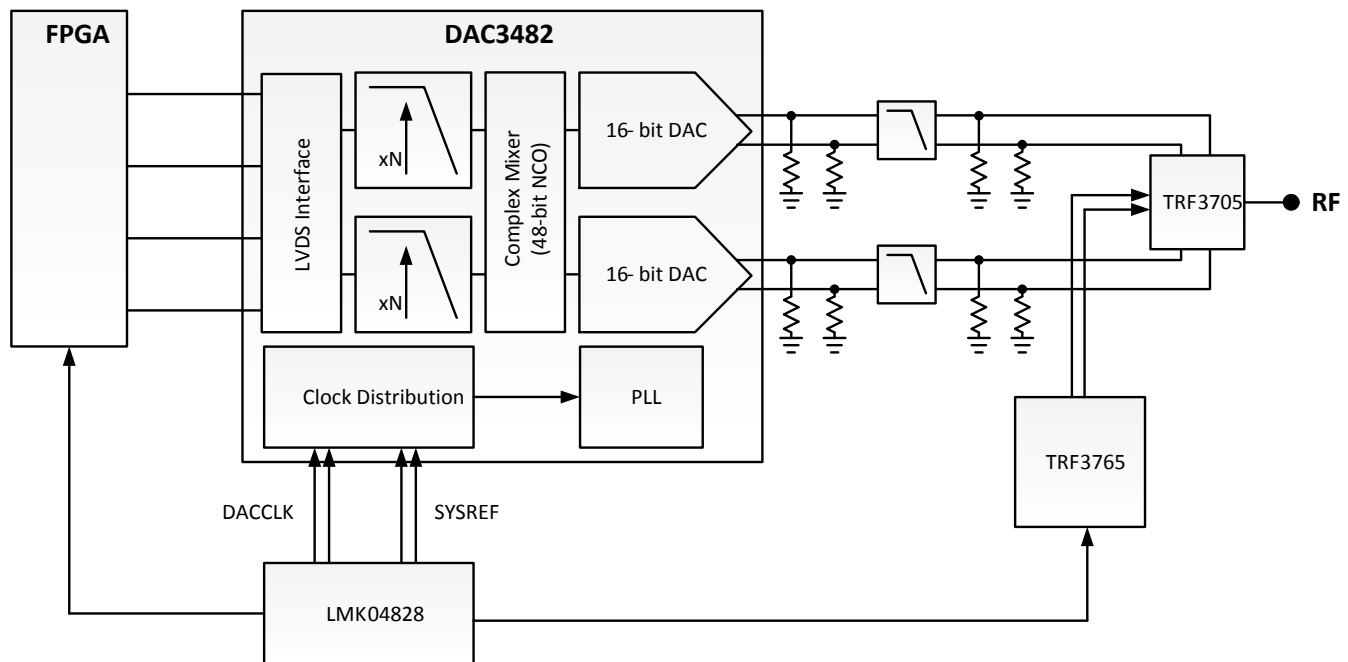 FPGA
DAC3482
LVDS Interface
xN
xN
Complex Mixer
(48-bit NCO)
16- bit DAC
16- bit DAC
TRF3705
RF
Clock Distribution
PLL
TRF3765
DACCLK
SYSREF
LMK04828